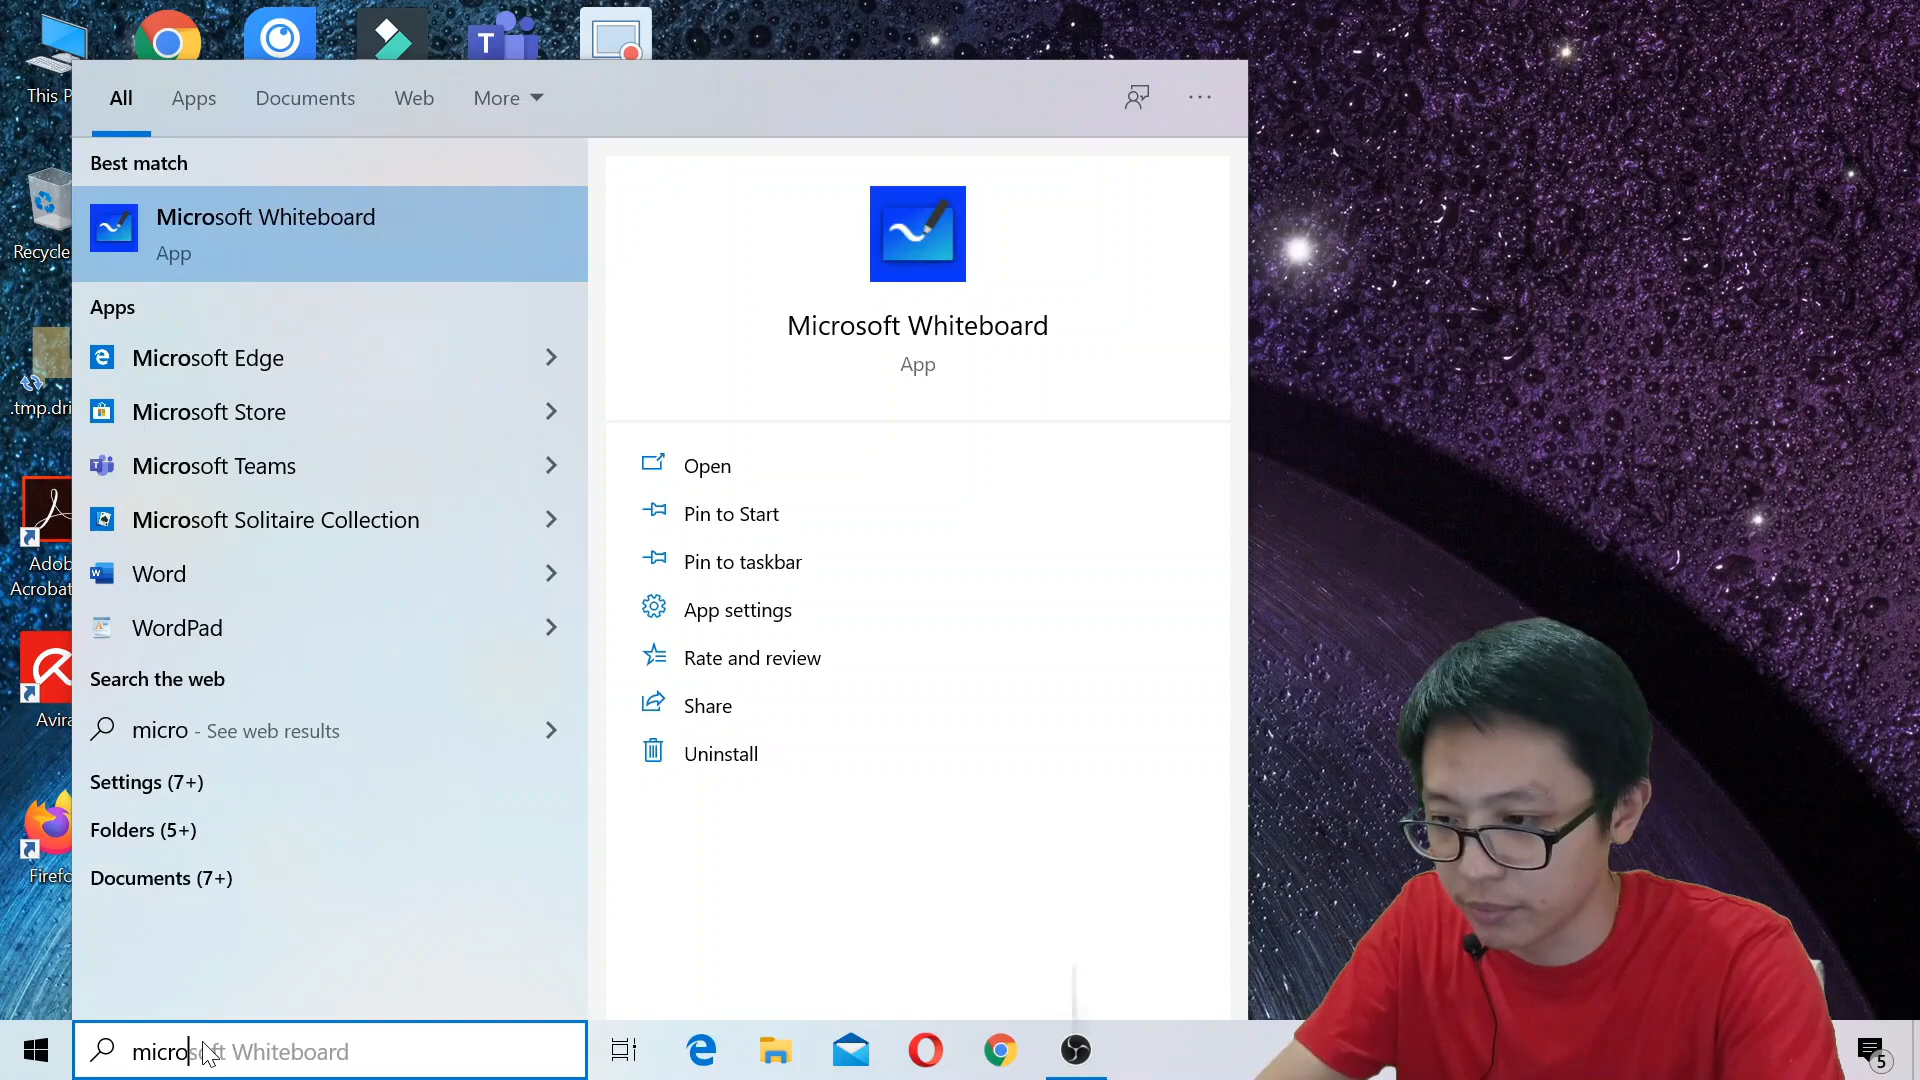 This P
Recycle
.tmp.dri
Adob
Acrobat
Avira
Firefo
All Apps Documents Web More
Best match
Microsoft Whiteboard
App
Apps
Microsoft Edge
Microsoft Store
Microsoft Teams
Microsoft Solitaire Collection
Word
WordPad
Search the web
micro - See web results
Settings (7+)
Folders (5+)
Documents (7+)
Microsoft Whiteboard
App
Open
Pin to Start
Pin to taskbar
App settings
Rate and review
Share
Uninstall
microsoft Whiteboard
5